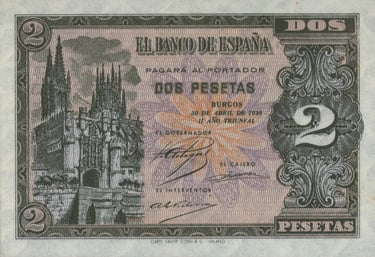 DOS
2
EL BANCO DE ESPAÑA
PAGARÁ AL PORTADOR
DOS PESETAS
BURGOS
30 DE ABRIL DE 1938
II AÑO TRIUNFAL
EL GOBERNADOR
2
EL CAJERO
EL INTERVENTOR
2
PESETAS